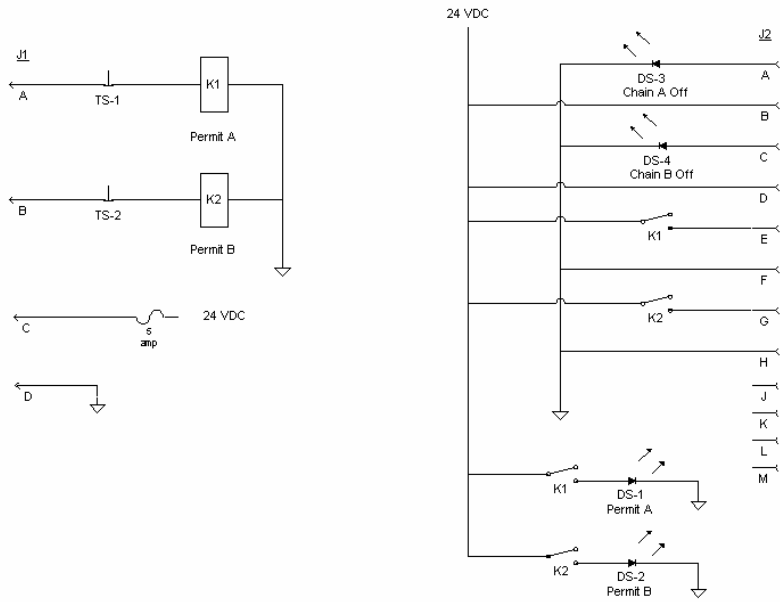 J1
A
TS-1
K1
Permit A
B
TS-2
K2
Permit B
C
5
amp
24 VDC
D
24 VDC
J2
DS-3
Chain A Off
A
B
DS-4
Chain B Off
C
D
K1
E
F
K2
G
H
J
K
L
M
K1
DS-1
Permit A
K2
DS-2
Permit B